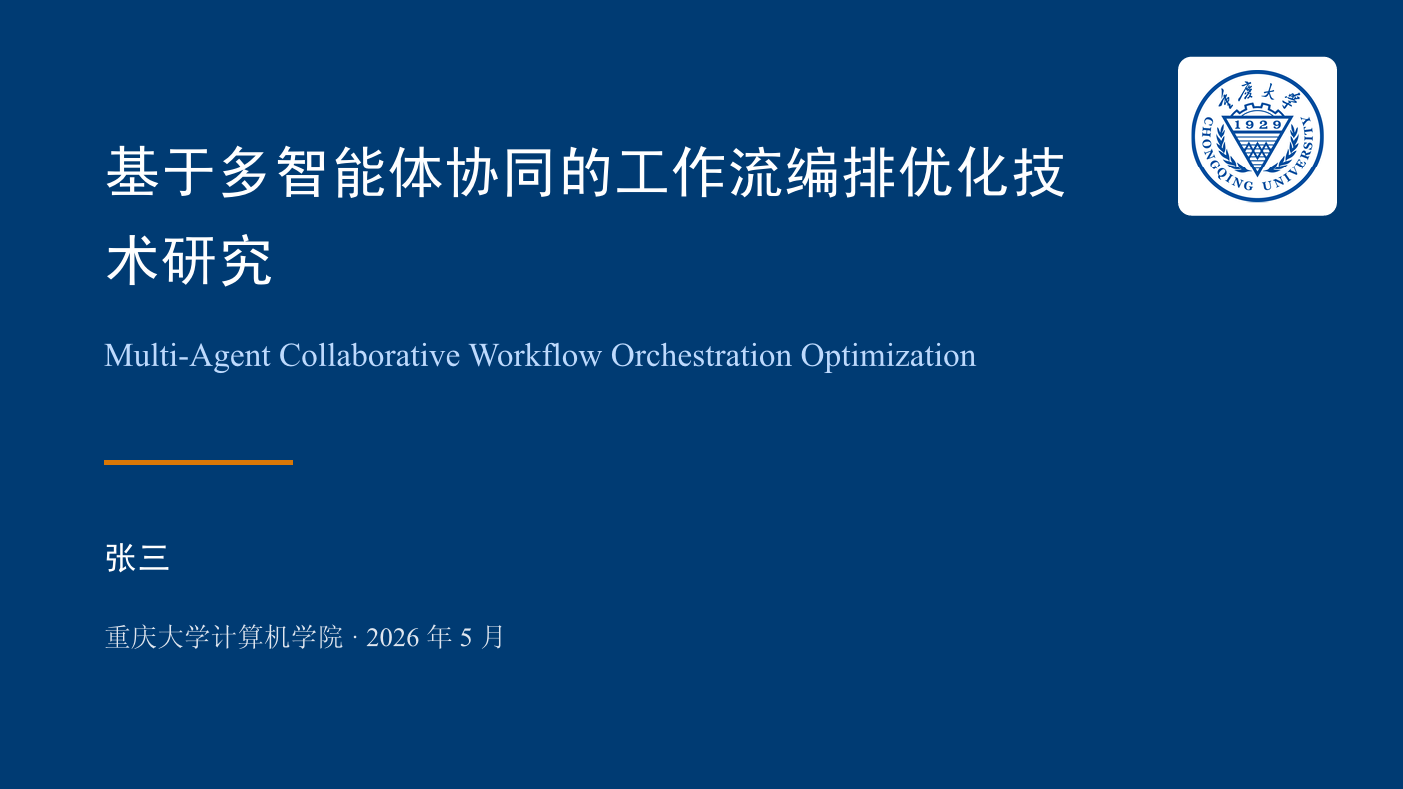 重庆大学
1929
CHONGQING UNIVERSITY
基于多智能体协同的工作流编排优化技
术研究
Multi-Agent Collaborative Workflow Orchestration Optimization
张三
重庆大学计算机学院 · 2026 年 5 月